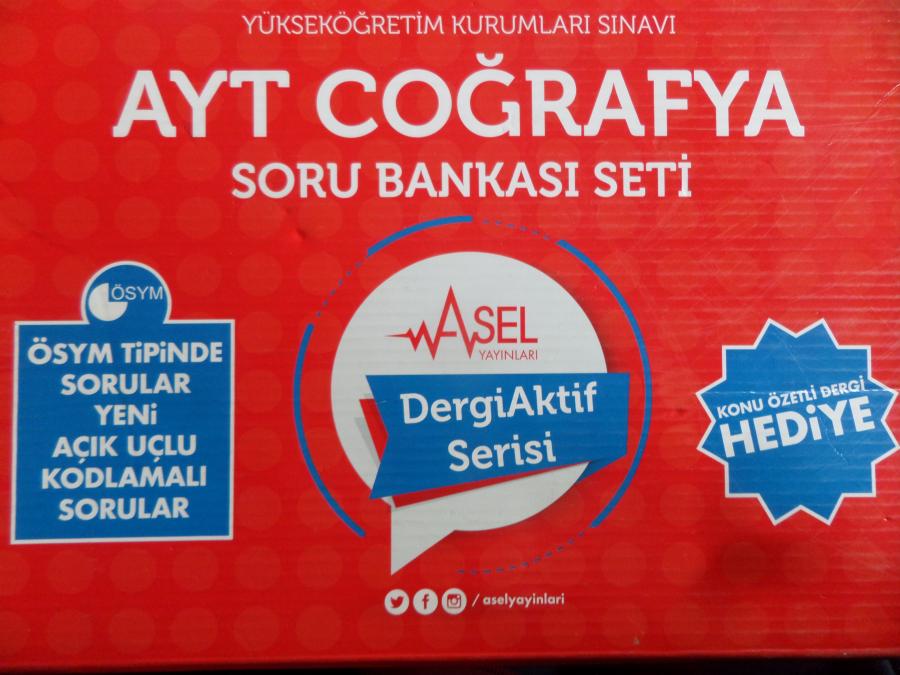 YÜKSEKÖĞRETİM KURUMLARI SINAVI
AYT COĞRAFYA
SORU BANKASI SETİ
ÖSYM
ÖSYM TİPİNDE
SORULAR
YENİ
AÇIK UÇLU
KODLAMALI
SORULAR
ASEL
YAYINLARI
DergiAktif
Serisi
KONU ÖZETLİ DERGİ
HEDİYE
/ aselyayinlari